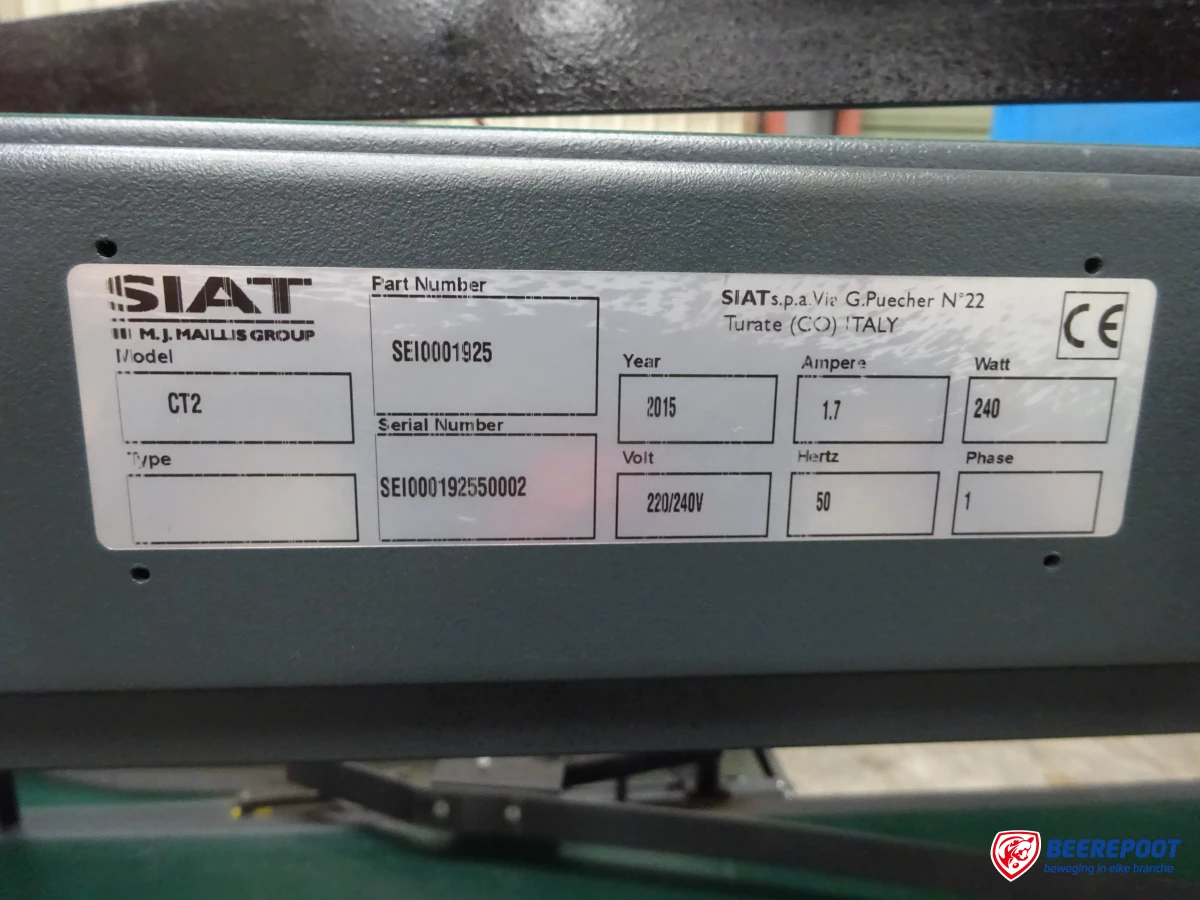 SIAT
M.J. MAILLIS GROUP
Model
CT2
Type
Part Number
SEI0001925
Serial Number
SEI000192550002
SIAT s.p.a. Via G.Puecher N°22
Turate (CO) ITALY
CE
Year
2015
Ampere
1.7
Watt
240
Volt
220/240V
Hertz
50
Phase
1
BEEREPOOT
beweging in elke branche